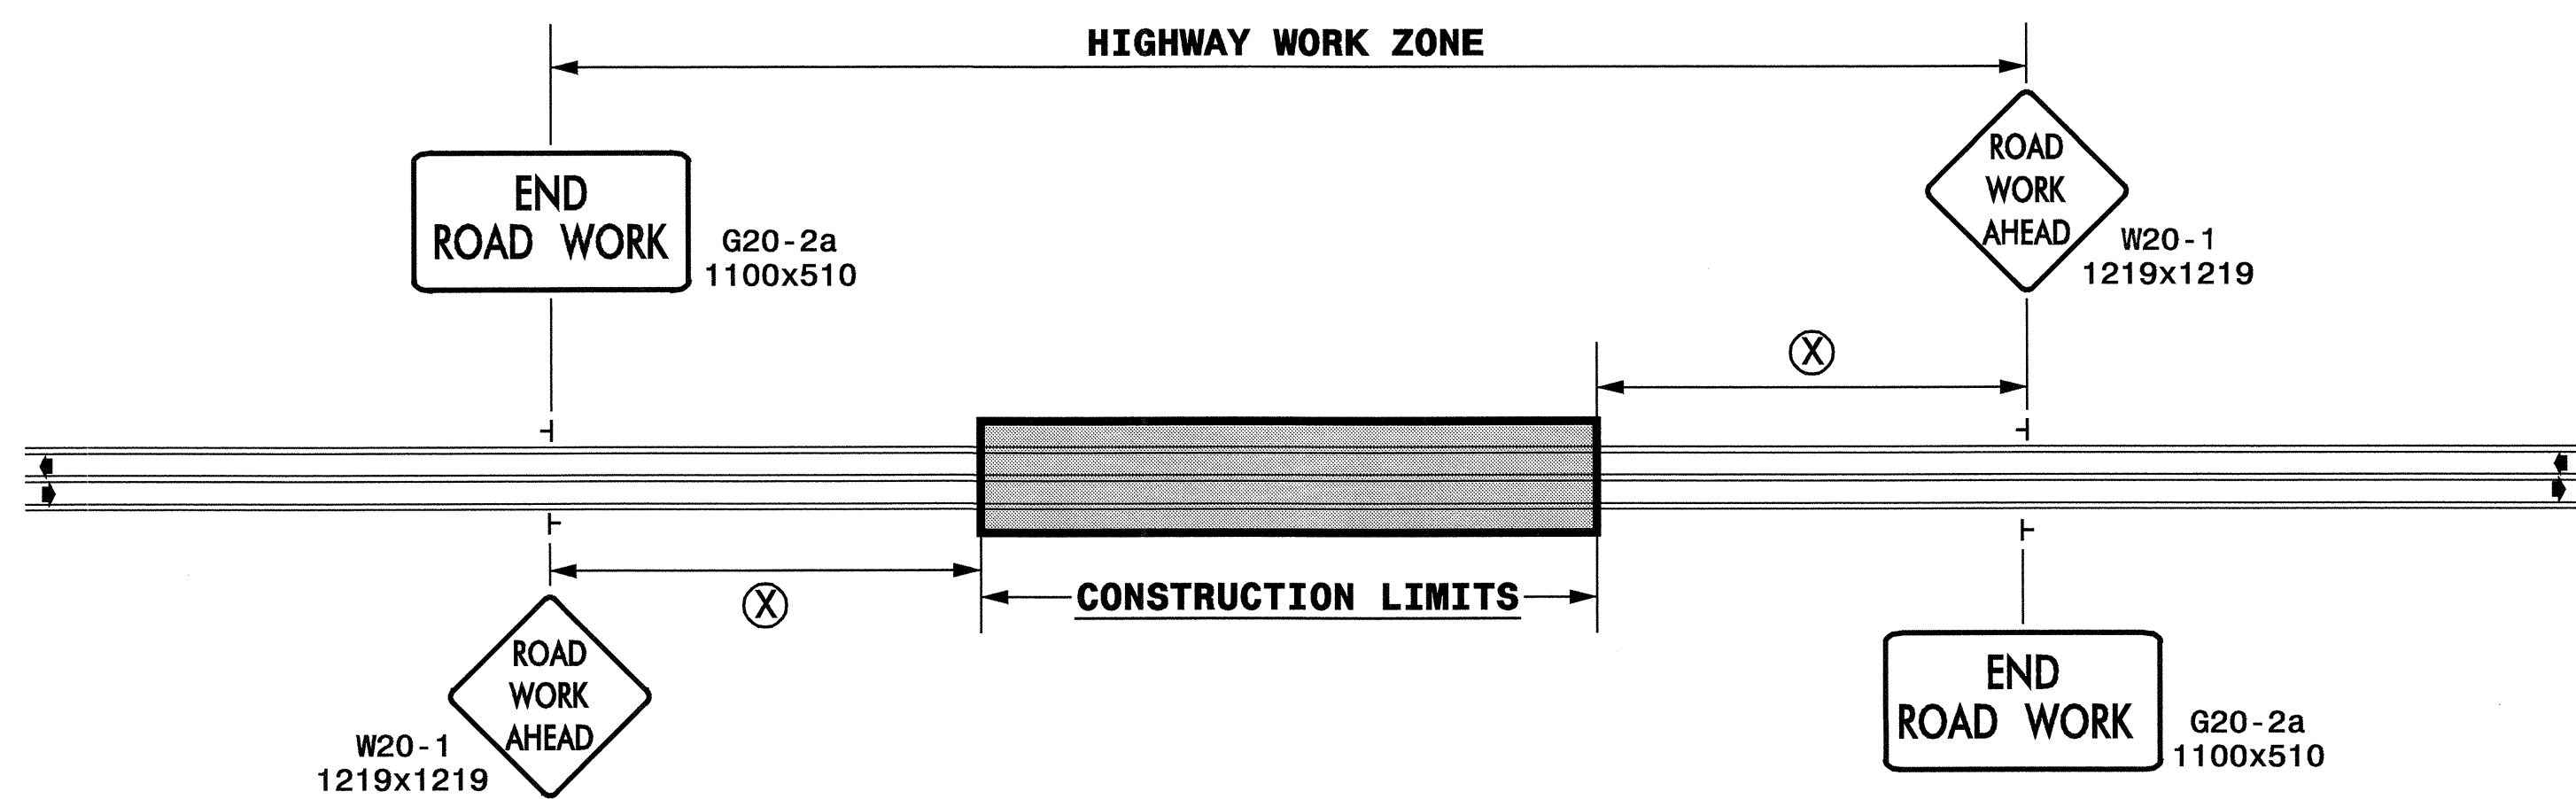 HIGHWAY WORK ZONE
END
ROAD WORK
G20-2a
1100x510
ROAD
WORK
AHEAD
W20-1
1219x1219
X
X
CONSTRUCTION LIMITS
ROAD
WORK
AHEAD
W20-1
1219x1219
END
ROAD WORK
G20-2a
1100x510